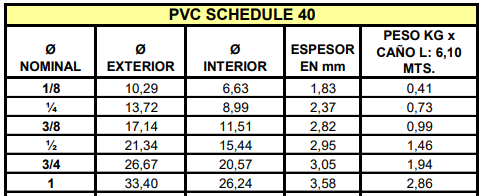 PVC SCHEDULE 40
Ø NOMINAL Ø EXTERIOR Ø INTERIOR ESPESOR EN mm PESO KG x CAÑO L: 6,10 MTS.
1/8 10,29 6,63 1,83 0,41
¼ 13,72 8,99 2,37 0,73
3/8 17,14 11,51 2,82 0,99
½ 21,34 15,44 2,95 1,46
3/4 26,67 20,57 3,05 1,94
1 33,40 26,24 3,58 2,86